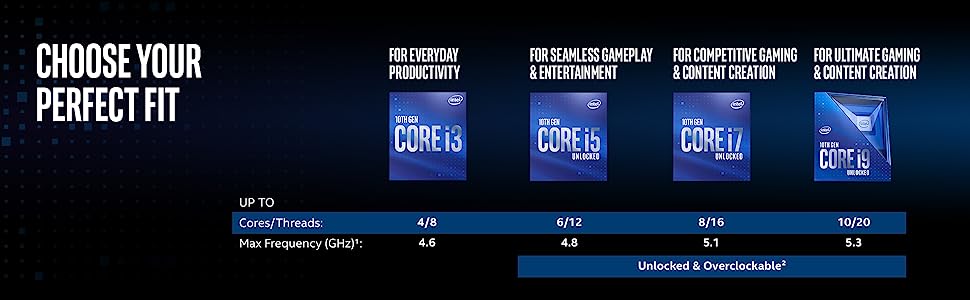 CHOOSE YOUR
PERFECT FIT
FOR EVERYDAY
PRODUCTIVITY
FOR SEAMLESS GAMEPLAY
& ENTERTAINMENT
FOR COMPETITIVE GAMING
& CONTENT CREATION
FOR ULTIMATE GAMING
& CONTENT CREATION
intel
10TH GEN
CORE i3
intel
10TH GEN
CORE i5
UNLOCKED
intel
10TH GEN
CORE i7
UNLOCKED
intel
10TH GEN
CORE i9
UNLOCKED
UP TO
Cores/Threads: 4/8 6/12 8/16 10/20
Max Frequency (GHz)¹: 4.6 4.8 5.1 5.3
Unlocked & Overclockable²